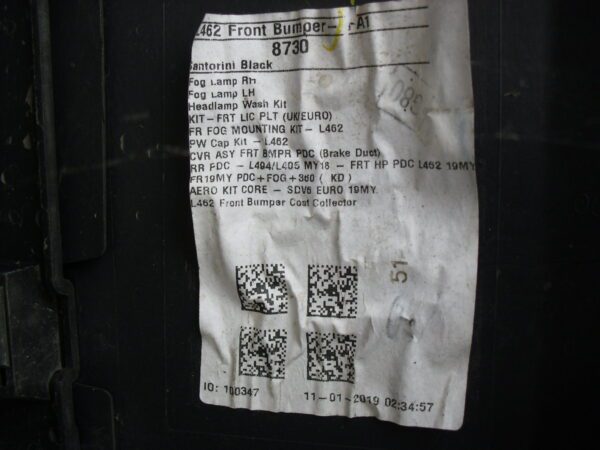 L462 Front Bumper- -A1
8730
Santorini Black
Fog Lamp RH
Fog Lamp LH
Headlamp Wash Kit
KIT-FRT LIC PLT (UK/EURO)
FR FOG MOUNTING KIT- L462
PW Cap Kit - L462
CVR ASY FRT BMPR PDC (Brake Duct)
RR PDC - L494/L405 MY18 - FRT HP PDC L462 19MY
FR19MY PDC+FOG+360 ( KD)
AERO KIT CORE - SDV6 EURO 19MY
L462 Front Bumper Cost Collector
51
ID: 100347 11-01-2019 02:34:57